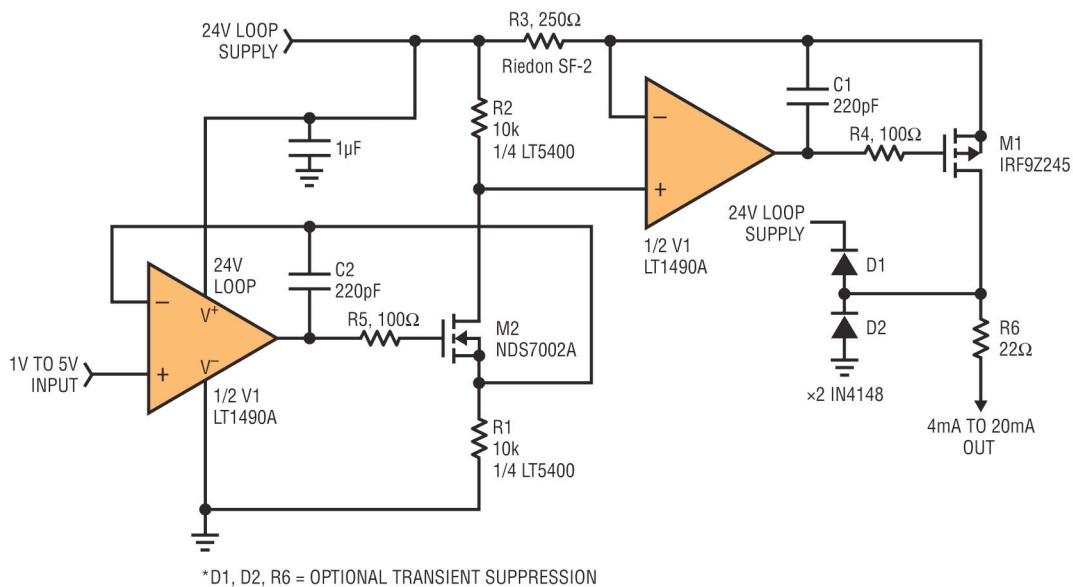 24V LOOP
SUPPLY
R3, 250Ω
Riedon SF-2
R2
10k
1/4 LT5400
C1
220pF
R4, 100Ω
M1
IRF9Z245
1µF
−
+
1/2 V1
LT1490A
24V LOOP
SUPPLY
D1
D2
×2 IN4148
R6
22Ω
4mA TO 20mA
OUT
24V
LOOP
V+
V−
−
+
C2
220pF
R5, 100Ω
M2
NDS7002A
1V TO 5V
INPUT
1/2 V1
LT1490A
R1
10k
1/4 LT5400
*D1, D2, R6 = OPTIONAL TRANSIENT SUPPRESSION